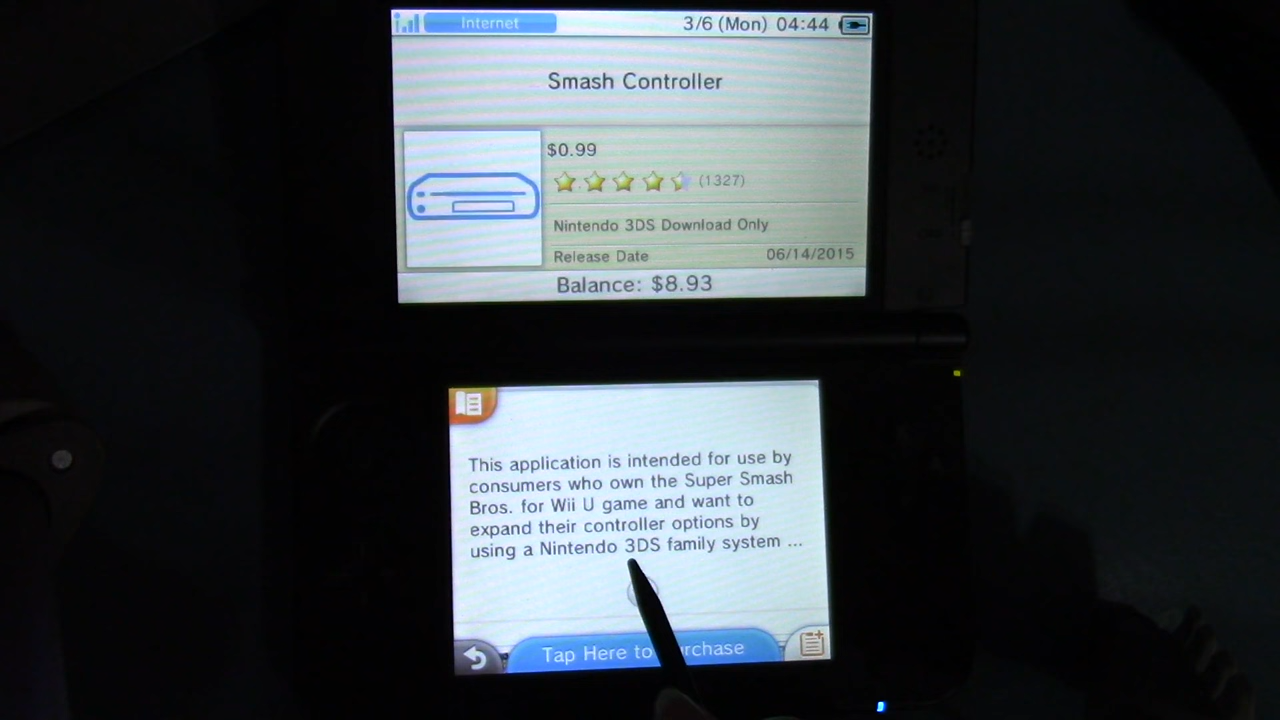 Internet 3/6 (Mon) 04:44
Smash Controller
$0.99
(1327)
Nintendo 3DS Download Only
Release Date 06/14/2015
Balance: $8.93
This application is intended for use by
consumers who own the Super Smash
Bros. for Wii U game and want to
expand their controller options by
using a Nintendo 3DS family system ...
Tap Here to rchase